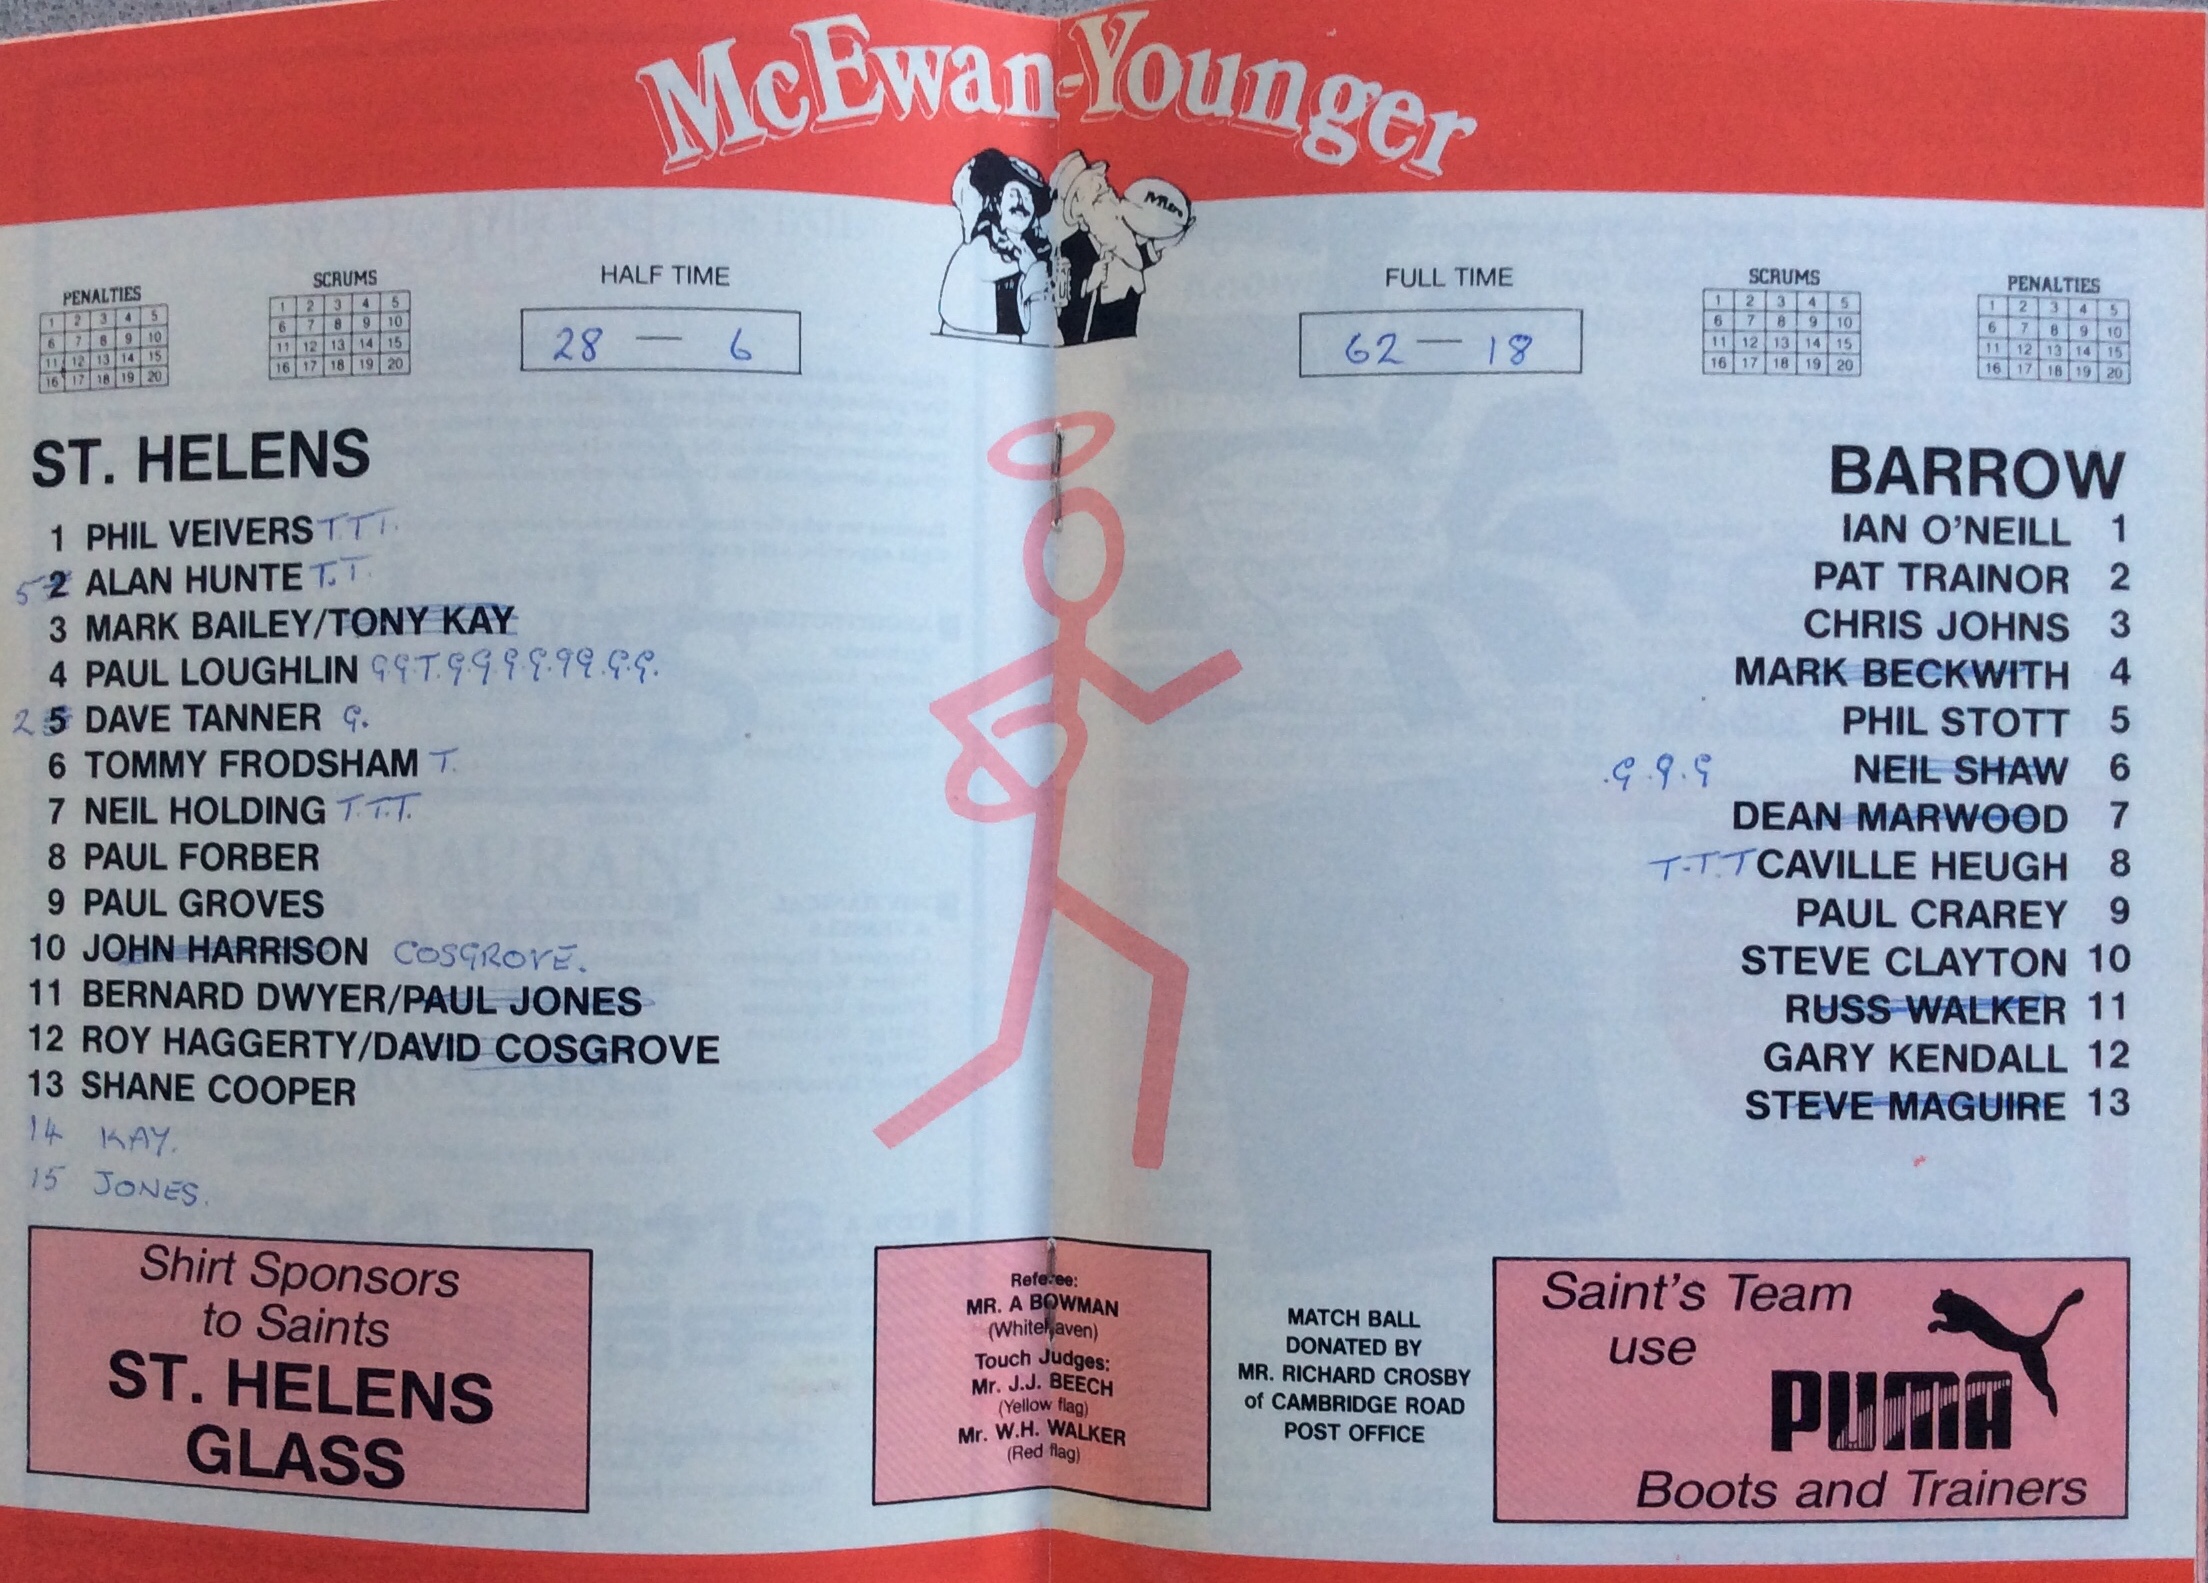 McEwan-Younger
PENALTIES
1 2 3 4 5
6 7 8 9 10
11 12 13 14 15
16 17 18 19 20
SCRUMS
1 2 3 4 5
6 7 8 9 10
11 12 13 14 15
16 17 18 19 20
HALF TIME
28 — 6
FULL TIME
62 — 18
SCRUMS
1 2 3 4 5
6 7 8 9 10
11 12 13 14 15
16 17 18 19 20
PENALTIES
1 2 3 4 5
6 7 8 9 10
11 12 13 14 15
16 17 18 19 20
ST. HELENS
1 PHIL VEIVERS T.T.T.
5 2 ALAN HUNTE T.T.
3 MARK BAILEY/TONY KAY
4 PAUL LOUGHLIN G.G.T.G.G.G.G.G.G.G.G.
2 5 DAVE TANNER G.
6 TOMMY FRODSHAM T.
7 NEIL HOLDING T.T.T.
8 PAUL FORBER
9 PAUL GROVES
10 JOHN HARRISON COSGROVE.
11 BERNARD DWYER/PAUL JONES
12 ROY HAGGERTY/DAVID COSGROVE
13 SHANE COOPER
14 KAY.
15 JONES.
BARROW
IAN O'NEILL 1
PAT TRAINOR 2
CHRIS JOHNS 3
MARK BECKWITH 4
PHIL STOTT 5
.G.G.G NEIL SHAW 6
DEAN MARWOOD 7
T.T.T CAVILLE HEUGH 8
PAUL CRAREY 9
STEVE CLAYTON 10
RUSS WALKER 11
GARY KENDALL 12
STEVE MAGUIRE 13
Shirt Sponsors
to Saints
ST. HELENS
GLASS
Referee:
MR. A BOWMAN
(Whitehaven)
Touch Judges:
Mr. J.J. BEECH
(Yellow flag)
Mr. W.H. WALKER
(Red flag)
MATCH BALL
DONATED BY
MR. RICHARD CROSBY
of CAMBRIDGE ROAD
POST OFFICE
Saint's Team
use
PUMA
Boots and Trainers